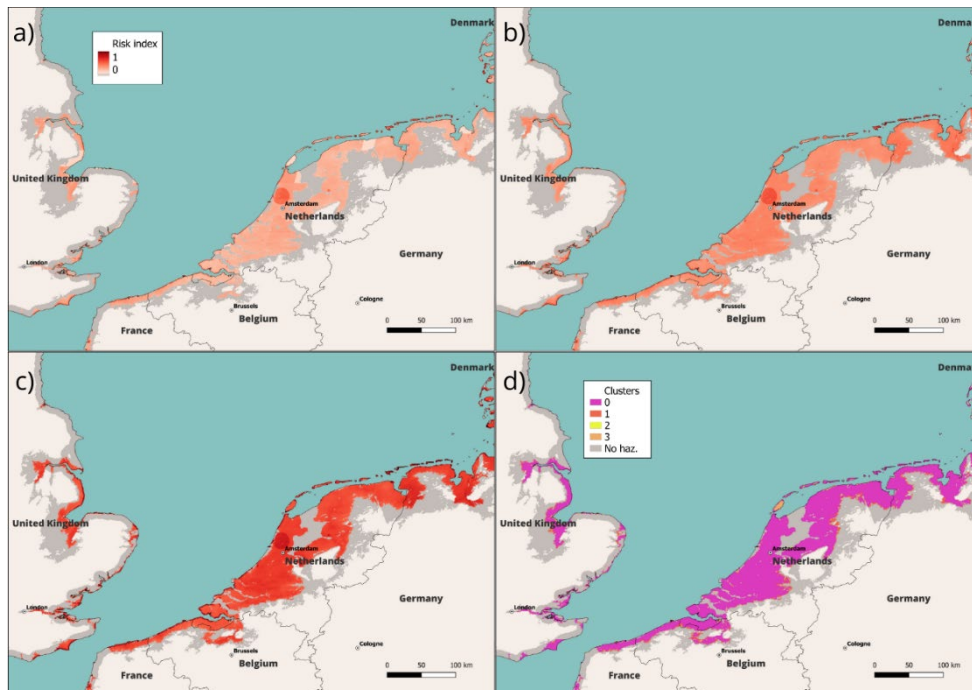 a)
Risk index
1
0
Denmark
United Kingdom
London
Amsterdam
Netherlands
Germany
Brussels
Cologne
Belgium
France
0 50 100 km
b)
Denmark
United Kingdom
London
Amsterdam
Netherlands
Germany
Brussels
Cologne
Belgium
France
0 50 100 km
c)
Denmark
United Kingdom
London
Amsterdam
Netherlands
Germany
Brussels
Cologne
Belgium
France
0 50 100 km
d)
Clusters
0
1
2
3
No haz.
Denmark
United Kingdom
London
Amsterdam
Netherlands
Germany
Brussels
Cologne
Belgium
France
0 50 100 km